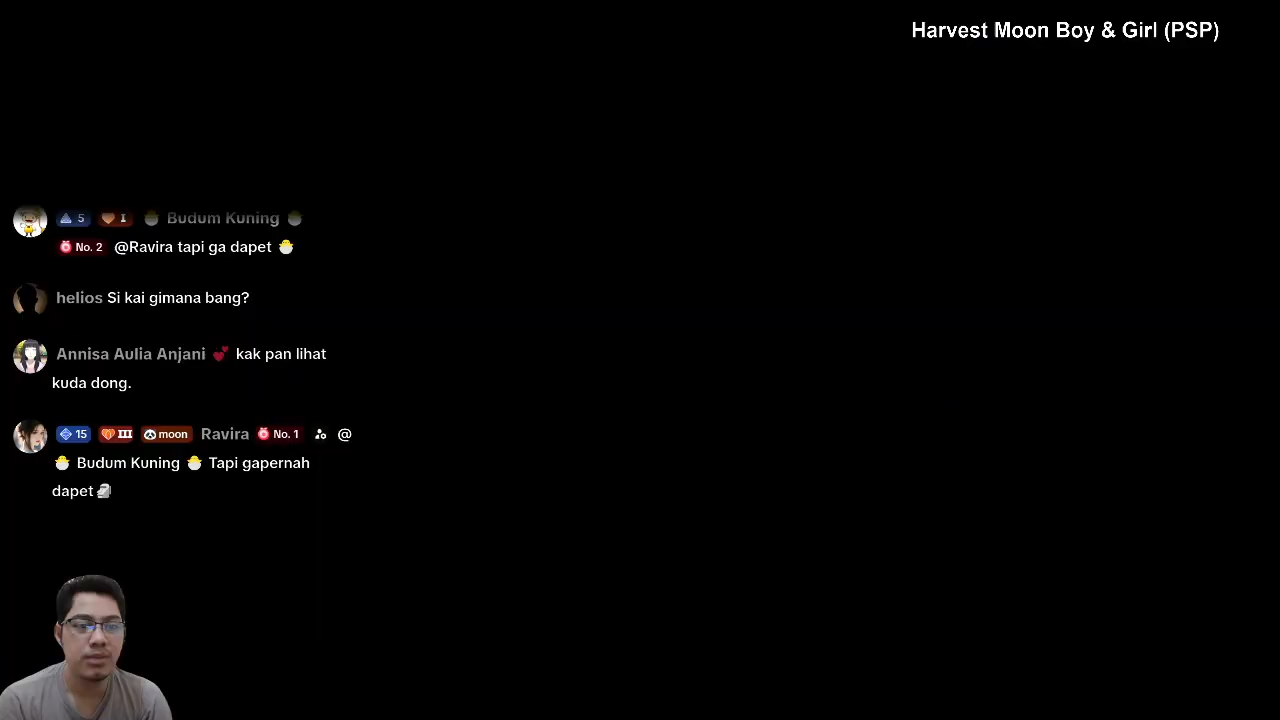 Harvest Moon Boy & Girl (PSP)
5 I 🐣 Budum Kuning 🐣
No. 2 @Ravira tapi ga dapet 🐣
helios Si kai gimana bang?
Annisa Aulia Anjani 💕 kak pan lihat
kuda dong.
15 III moon Ravira No. 1 @
🐣 Budum Kuning 🐣 Tapi gapernah
dapet🗿